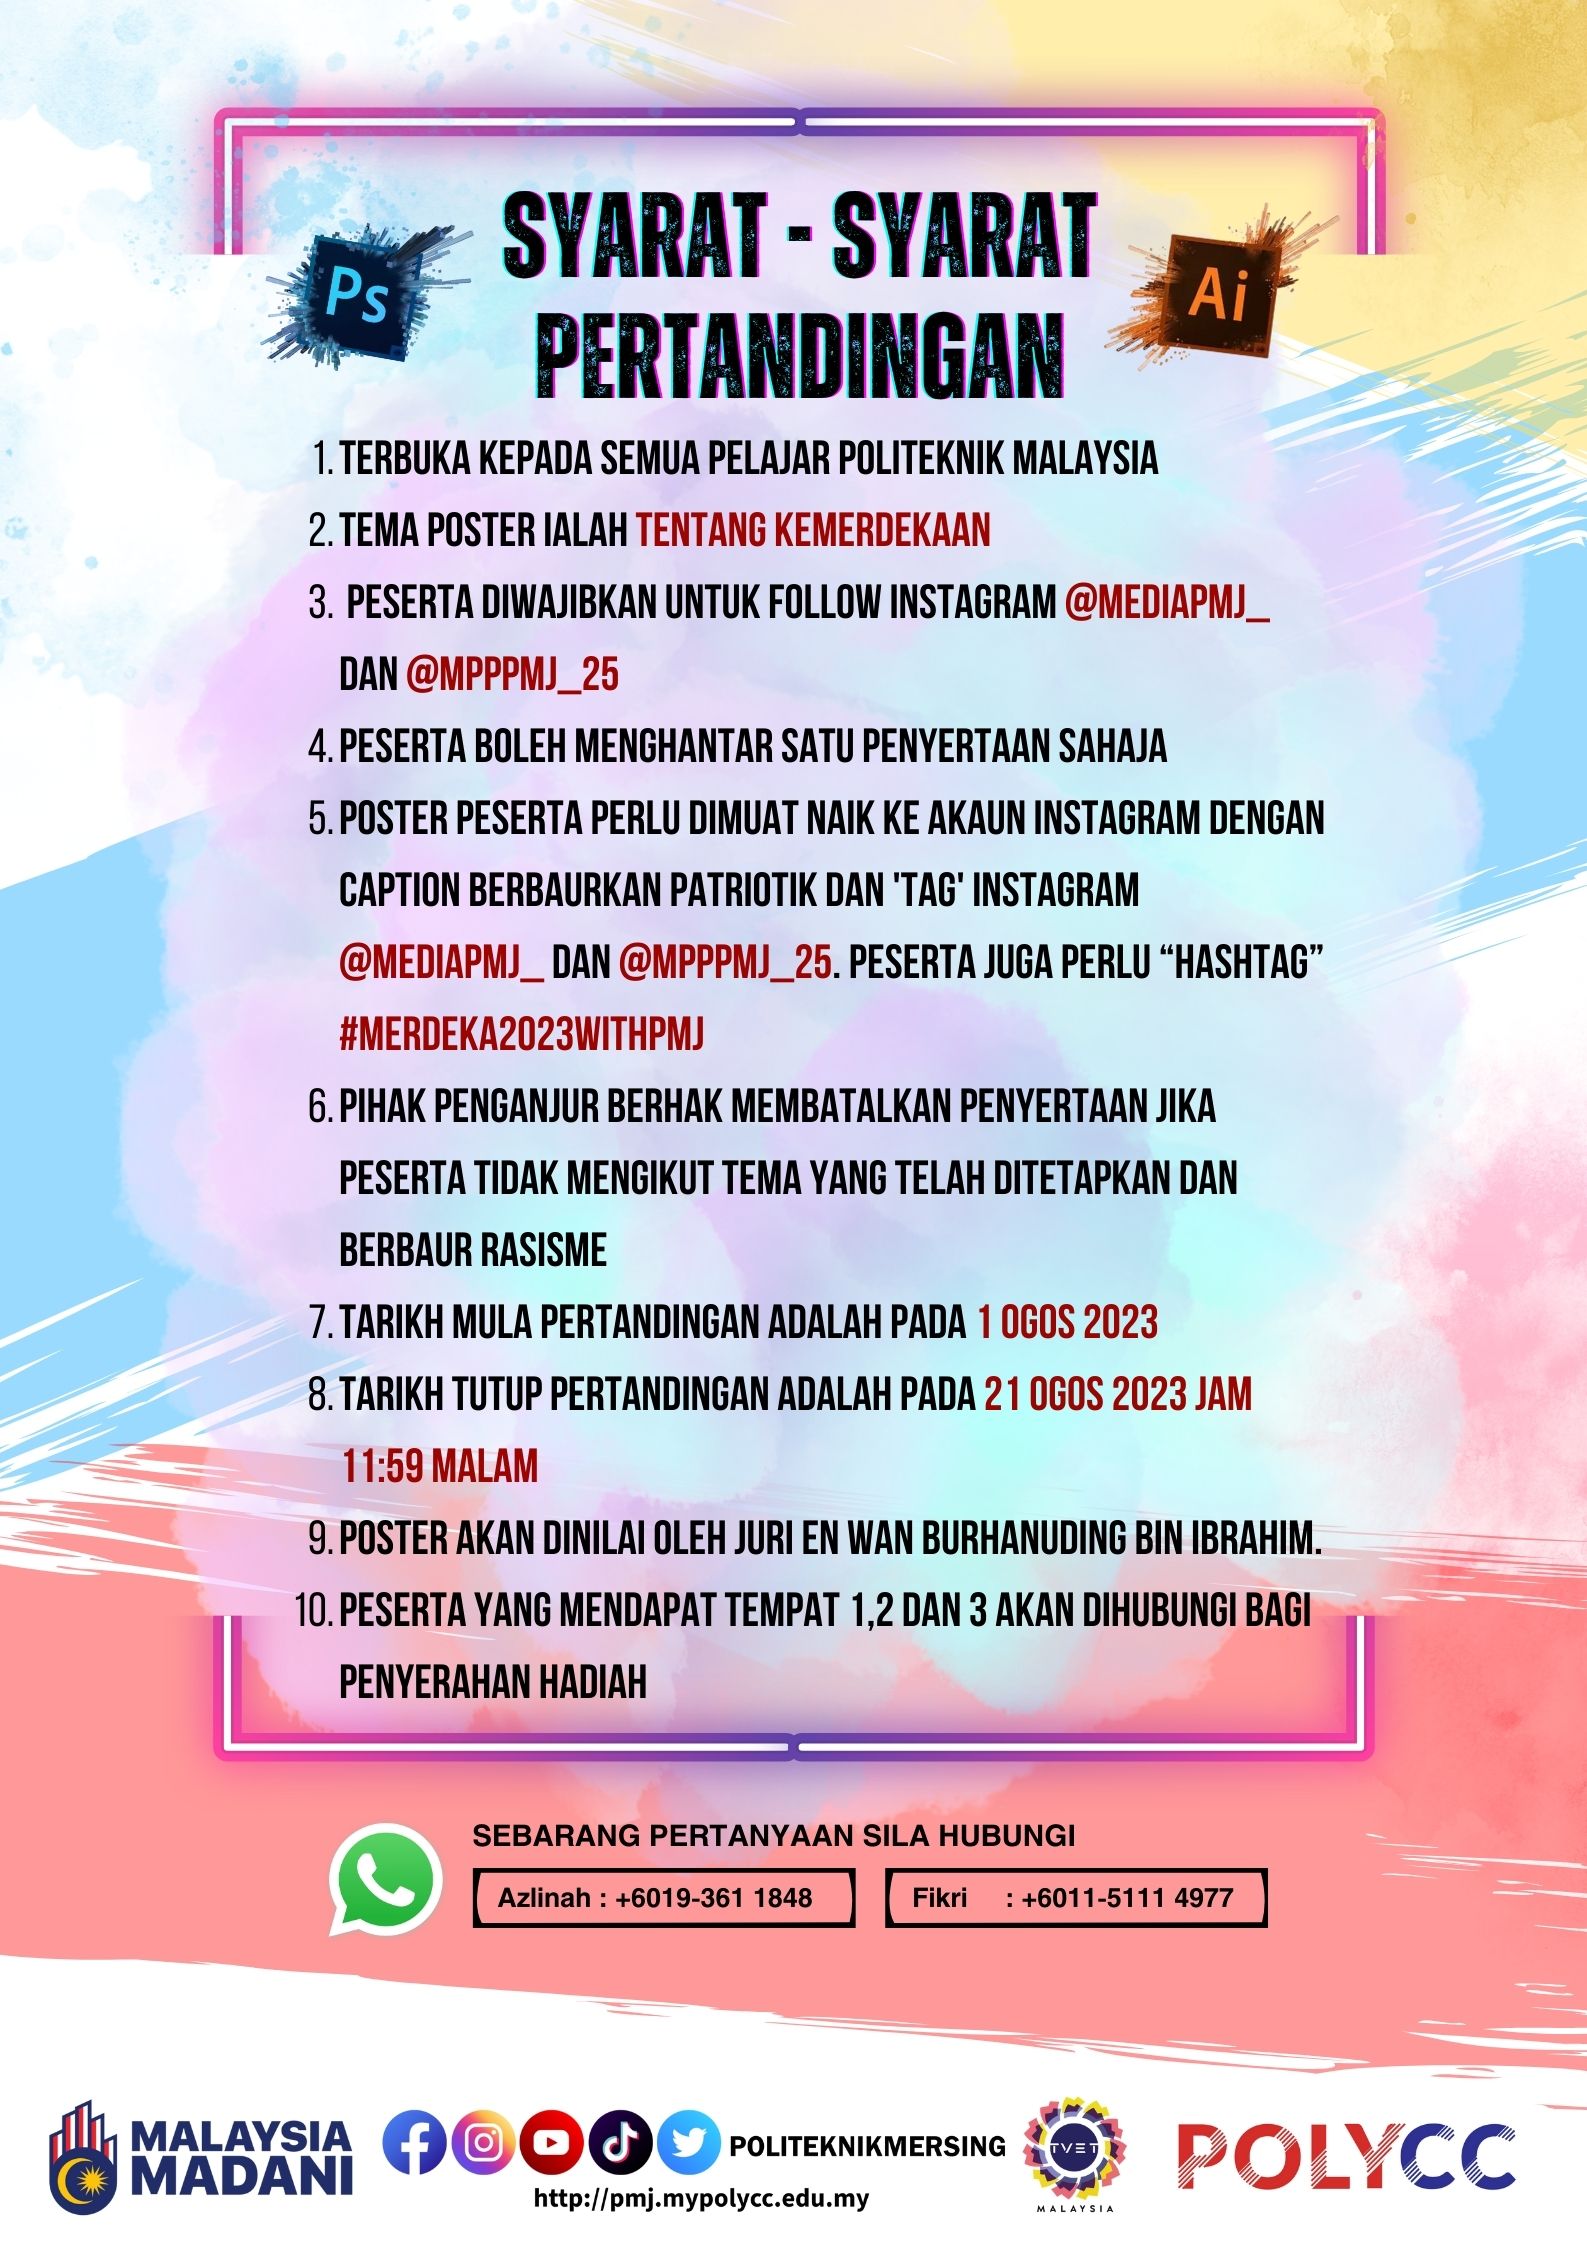 SYARAT - SYARAT
PERTANDINGAN
Ps
Ai
1. TERBUKA KEPADA SEMUA PELAJAR POLITEKNIK MALAYSIA
2. TEMA POSTER IALAH TENTANG KEMERDEKAAN
3. PESERTA DIWAJIBKAN UNTUK FOLLOW INSTAGRAM @MEDIAPMJ_
DAN @MPPPMJ_25
4. PESERTA BOLEH MENGHANTAR SATU PENYERTAAN SAHAJA
5. POSTER PESERTA PERLU DIMUAT NAIK KE AKAUN INSTAGRAM DENGAN
CAPTION BERBAURKAN PATRIOTIK DAN 'TAG' INSTAGRAM
@MEDIAPMJ_ DAN @MPPPMJ_25. PESERTA JUGA PERLU “HASHTAG”
#MERDEKA2023WITHPMJ
6. PIHAK PENGANJUR BERHAK MEMBATALKAN PENYERTAAN JIKA
PESERTA TIDAK MENGIKUT TEMA YANG TELAH DITETAPKAN DAN
BERBAUR RASISME
7. TARIKH MULA PERTANDINGAN ADALAH PADA 1 OGOS 2023
8. TARIKH TUTUP PERTANDINGAN ADALAH PADA 21 OGOS 2023 JAM
11:59 MALAM
9. POSTER AKAN DINILAI OLEH JURI EN WAN BURHANUDING BIN IBRAHIM.
10. PESERTA YANG MENDAPAT TEMPAT 1,2 DAN 3 AKAN DIHUBUNGI BAGI
PENYERAHAN HADIAH
SEBARANG PERTANYAAN SILA HUBUNGI
Azlinah : +6019-361 1848
Fikri : +6011-5111 4977
MALAYSIA
MADANI
POLITEKNIKMERSING
http://pmj.mypolycc.edu.my
TVET
MALAYSIA
POLYCC